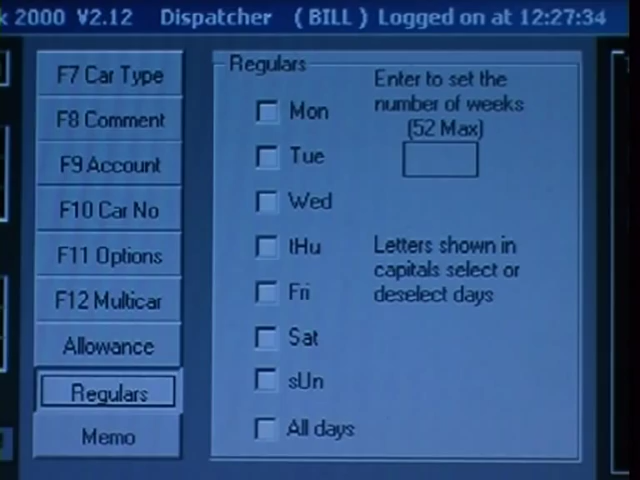 k 2000 V2.12 Dispatcher ( BILL ) Logged on at 12:27:34
F7 Car Type
F8 Comment
F9 Account
F10 Car No
F11 Options
F12 Multicar
Allowance
Regulars
Memo
Regulars
Mon
Tue
Wed
tHu
Fri
Sat
sUn
All days
Enter to set the
number of weeks
(52 Max)
Letters shown in
capitals select or
deselect days